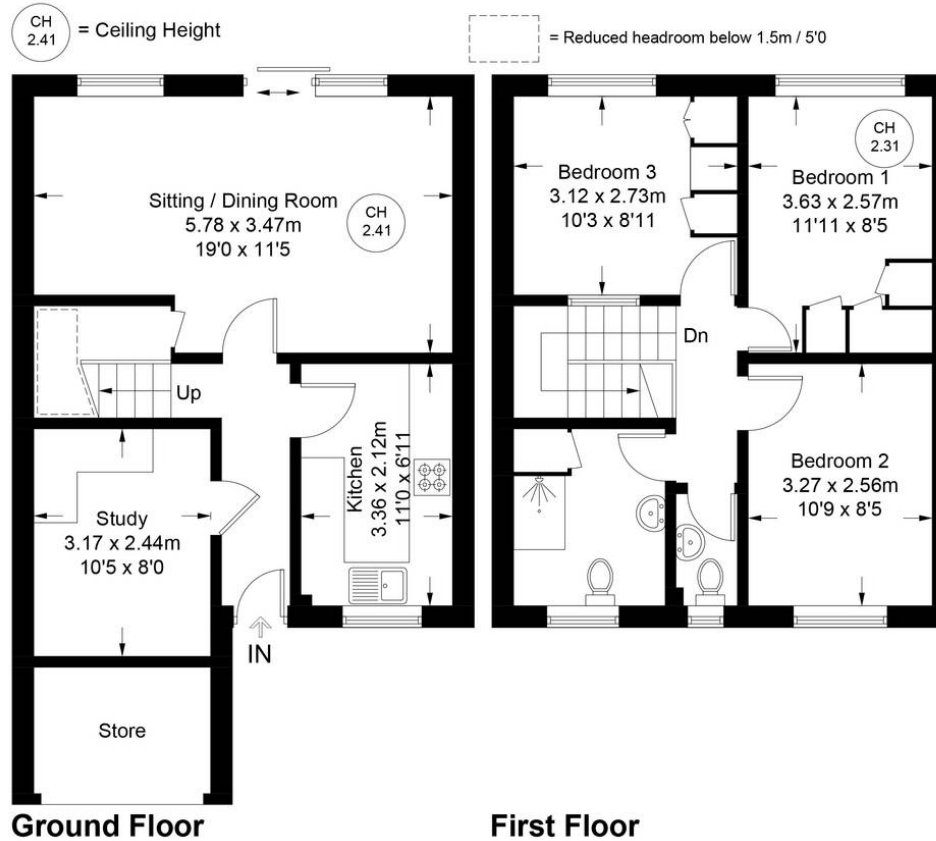 CH
2.41
= Ceiling Height
= Reduced headroom below 1.5m / 5'0
Sitting / Dining Room
5.78 x 3.47m
19'0 x 11'5
CH
2.41
Up
Kitchen
3.36 x 2.12m
11'0 x 6'11
Study
3.17 x 2.44m
10'5 x 8'0
IN
Store
Ground Floor
Bedroom 3
3.12 x 2.73m
10'3 x 8'11
CH
2.31
Bedroom 1
3.63 x 2.57m
11'11 x 8'5
Dn
Bedroom 2
3.27 x 2.56m
10'9 x 8'5
First Floor